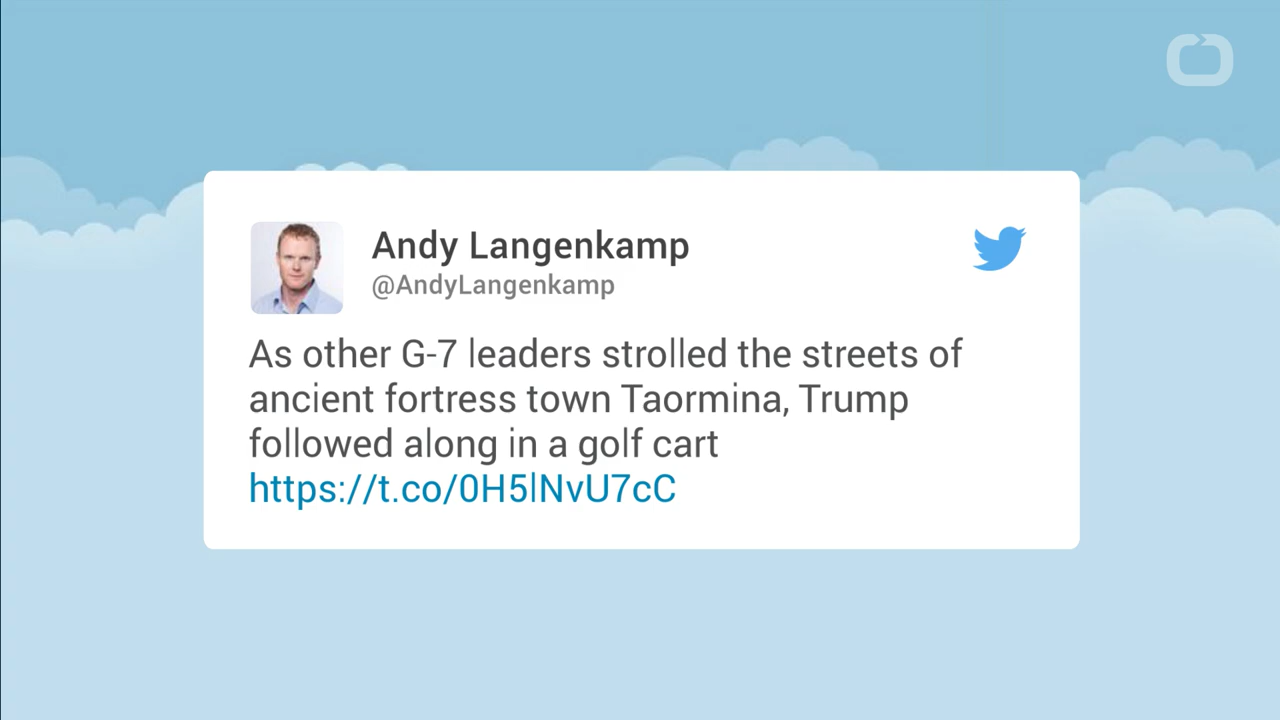 Andy Langenkamp
@AndyLangenkamp
As other G-7 leaders strolled the streets of
ancient fortress town Taormina, Trump
followed along in a golf cart
https://t.co/0H5lNvU7cC